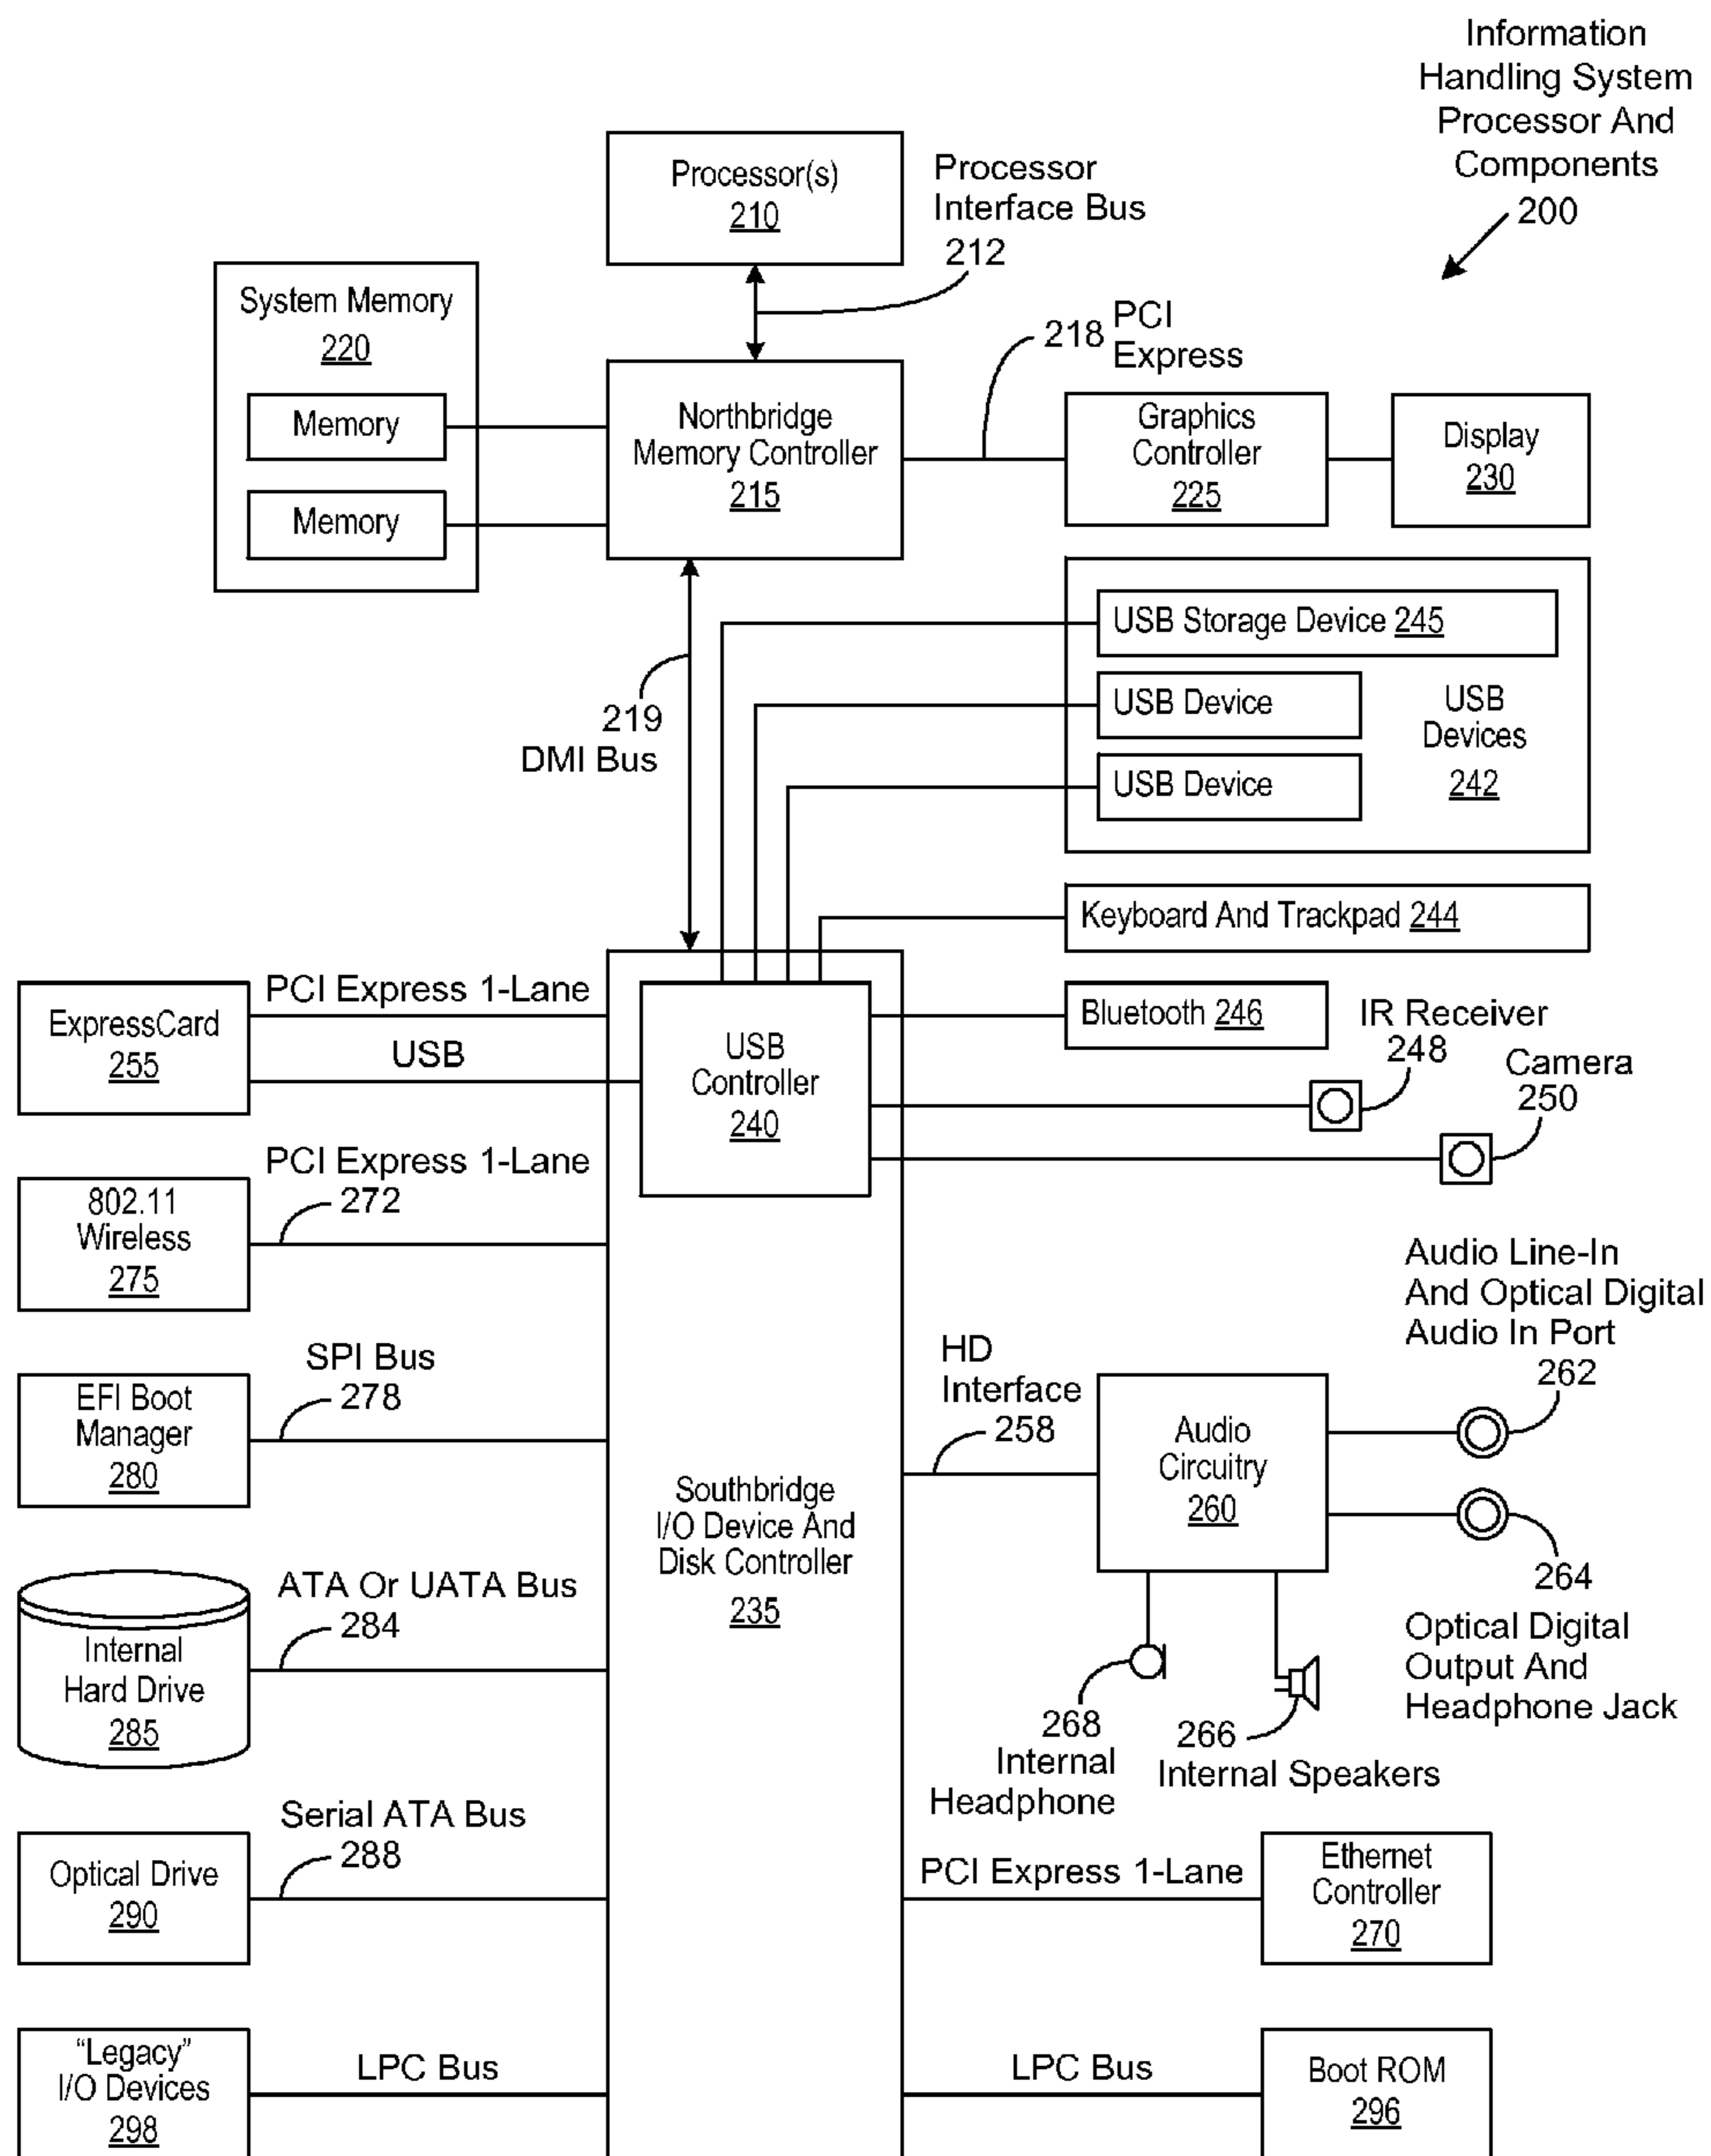 Information
Handling System
Processor And
Components
200
Processor(s)
210
Processor
Interface Bus
212
System Memory
220
Memory
Memory
Northbridge
Memory Controller
215
218
PCI
Express
Graphics
Controller
225
Display
230
USB Storage Device 245
USB Device
USB Device
USB
Devices
242
219
DMI Bus
Keyboard And Trackpad 244
ExpressCard
255
PCI Express 1-Lane
USB
USB
Controller
240
Bluetooth 246
IR Receiver
248
Camera
250
802.11
Wireless
275
PCI Express 1-Lane
272
EFI Boot
Manager
280
SPI Bus
278
Southbridge
I/O Device And
Disk Controller
235
HD
Interface
258
Audio
Circuitry
260
Audio Line-In
And Optical Digital
Audio In Port
262
264
Optical Digital
Output And
Headphone Jack
268
Internal
Headphone
266
Internal Speakers
Internal
Hard Drive
285
ATA Or UATA Bus
284
Optical Drive
290
Serial ATA Bus
288
PCI Express 1-Lane
Ethernet
Controller
270
“Legacy”
I/O Devices
298
LPC Bus
LPC Bus
Boot ROM
296